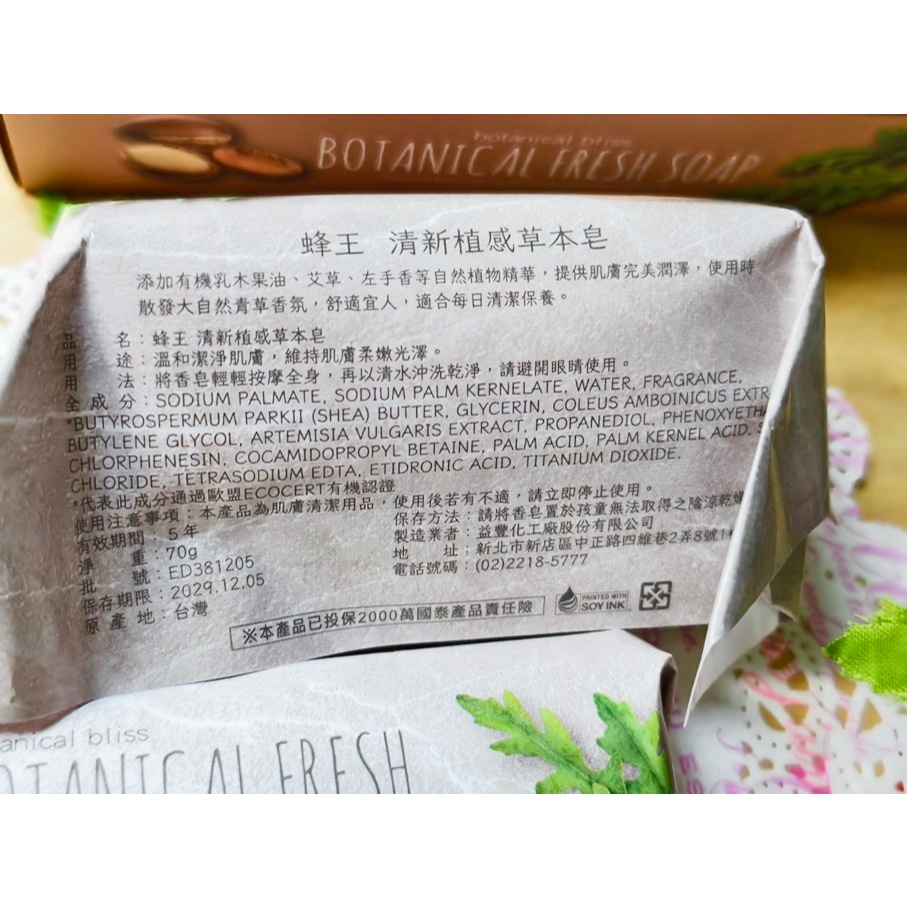 botanical bliss
BOTANICAL FRESH SOAP
蜂王 清新植感草本皂
添加有機乳木果油、艾草、左手香等自然植物精華，提供肌膚完美潤澤，使用時
散發大自然青草香氛，舒適宜人，適合每日清潔保養。
品 名：蜂王 清新植感草本皂
用 途：溫和潔淨肌膚，維持肌膚柔嫩光澤。
用 法：將香皂輕輕按摩全身，再以清水沖洗乾淨，請避開眼睛使用。
全 成 分：SODIUM PALMATE, SODIUM PALM KERNELATE, WATER, FRAGRANCE,
*BUTYROSPERMUM PARKII (SHEA) BUTTER, GLYCERIN, COLEUS AMBOINICUS EXTR
BUTYLENE GLYCOL, ARTEMISIA VULGARIS EXTRACT, PROPANEDIOL, PHENOXYETHA
CHLORPHENESIN, COCAMIDOPROPYL BETAINE, PALM ACID, PALM KERNEL ACID,
CHLORIDE, TETRASODIUM EDTA, ETIDRONIC ACID, TITANIUM DIOXIDE.
*代表此成分通過歐盟ECOCERT有機認證
使用注意事項：本產品為肌膚清潔用品，使用後若有不適，請立即停止使用。
有效期間：5年
保存方法：請將香皂置於孩童無法取得之陰涼乾燥
淨 重：70g
製造業者：益豐化工廠股份有限公司
批 號：ED381205
地 址：新北市新店區中正路四維巷2弄8號1
保存期限：2029.12.05
電話號碼：(02)2218-5777
原 產 地：台灣
※本產品已投保2000萬國泰產品責任險
PRINTED WITH
SOY INK
anical bliss
OTANICAL FRESH